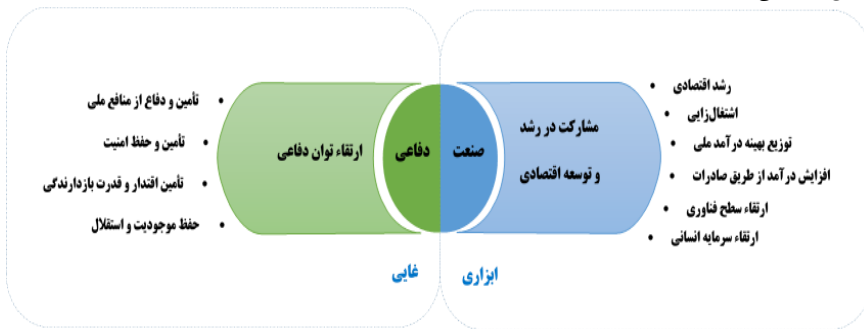 رشد اقتصادی
اشتغال‌زایی
توزیع بهینه درآمد ملی
افزایش درآمد از طریق صادرات
ارتقاء سطح فناوری
ارتقاء سرمایه انسانی
مشارکت در رشد
و توسعه اقتصادی
صنعت
دفاعی
ارتقاء توان دفاعی
تأمین و دفاع از منافع ملی
تأمین و حفظ امنیت
تأمین اقتدار و قدرت بازدارندگی
حفظ موجودیت و استقلال
ابزاری
غایی